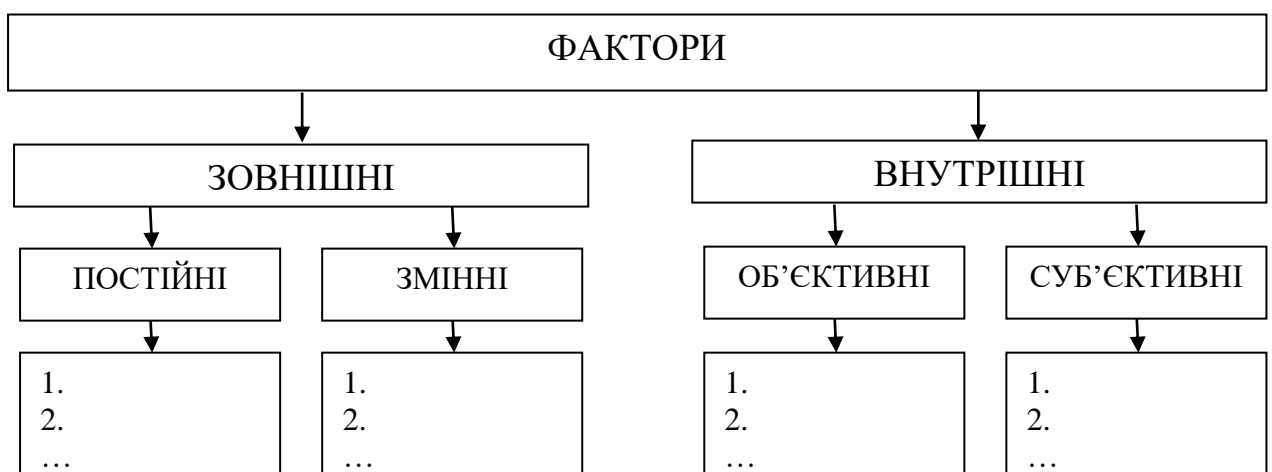 ФАКТОРИ
ЗОВНІШНІ
ВНУТРІШНІ
ПОСТІЙНІ
ЗМІННІ
ОБ’ЄКТИВНІ
СУБ’ЄКТИВНІ
1.
2.
…
1.
2.
…
1.
2.
…
1.
2.
…